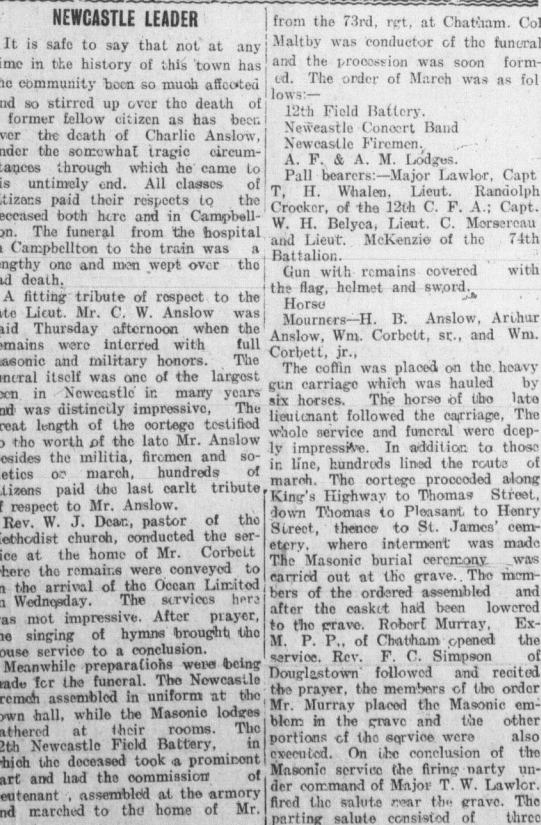 NEWCASTLE LEADER
It is safe to say that not at any
ime in the history of this town has
he community been so much affected
nd so stirred up over the death of
former fellow citizen as has been
ver the death of Charlie Anslow,
nder the somewhat tragic circum-
tances through which he came to
is untimely end. All classes of
itizens paid their respects to the
eceased both here and in Campbell-
on. The funeral from the hospital
n Campbellton to the train was a
engthy one and men wept over the
ad death.
A fitting tribute of respect to the
ate Lieut. Mr. C. W. Anslow was
aid Thursday afternoon when the
emains were interred with full
asonic and military honors. The
uneral itself was one of the largest
een in Newcastle in many years
nd was distinctly impressive, The
reat length of the cortege testified
o the worth of the late Mr. Anslow
esides the militia, firemen and so-
ieties on march, hundreds of
itizens paid the last earlt tribute
f respect to Mr. Anslow.
Rev. W. J. Dean, pastor of the
ethodist church, conducted the ser-
ice at the home of Mr. Corbett
here the remains were conveyed to
n the arrival of the Ocean Limited
n Wednesday. The services here
as mot impressive. After prayer,
he singing of hymns brought the
ouse service to a conclusion.
Meanwhile preparations were being
ade for the funeral. The Newcastle
iremen assembled in uniform at the
own hall, while the Masonic lodges
athered at their rooms. The
2th Newcastle Field Battery, in
hich the deceased took a prominent
art and had the commission of
eutenant , assembled at the armory
nd marched to the home of Mr.
from the 73rd, rgt, at Chatham. Col
Maltby was conductor of the funeral
and the procession was soon form-
ed. The order of March was as fol
lows:—
12th Field Battery.
Newcastle Concert Band
Newcastle Firemen.
A. F. & A. M. Lodges.
Pall bearers:—Major Lawlor, Capt
T, H. Whalen, Lieut. Randolph
Crocker, of the 12th C. F. A.; Capt.
W. H. Belyea, Lieut. C. Mersereau
and Lieut. McKenzie of the 74th
Battalion.
Gun with remains covered with
the flag, helmet and sword.
Horse
Mourners—H. B. Anslow, Arthur
Anslow, Wm. Corbett, sr., and Wm.
Corbett, jr.,
The coffin was placed on the heavy
gun carriage which was hauled by
six horses. The horse of the late
lieutenant followed the carriage, The
whole service and funeral were deep-
ly impressive. In addition to those
in line, hundreds lined the route of
march. The cortege proceeded along
King's Highway to Thomas Street,
down Thomas to Pleasant to Henry
Street, thence to St. James' cem-
etery, where interment was made
The Masonic burial ceremony was
carried out at the grave. The mem-
bers of the ordered assembled and
after the casket had been lowered
to the grave. Robert Murray, Ex-
M. P. P., of Chatham opened the
service. Rev. F. C. Simpson of
Douglastown followed and recited
the prayer, the members of the order
Mr. Murray placed the Masonic em-
blem in the grave and the other
portions of the service were also
executed. On the conclusion of the
Masonic service the firing party un-
der command of Major T. W. Lawlor.
fired the salute near the grave. The
parting salute consisted of three